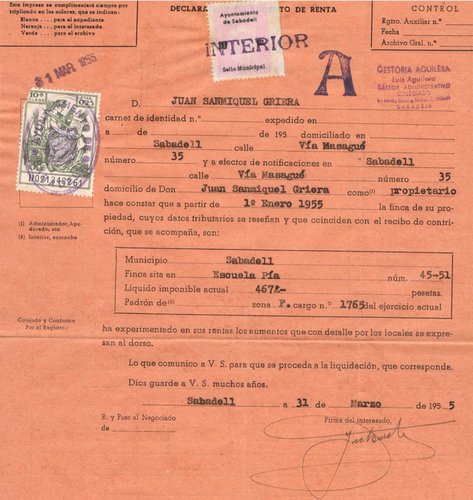 Este impreso se cumplimentará siempre por
triplicado en los colores, que se indican:
Blanco . . . . para el expediente
Naranja . . . para el interesado
Verde . . . . para el archivo
DECLARA
TO DE RENTA
Ayuntamiento
de Sabadell
Sello Municipal
INTERIOR
CONTROL
Rgtro. Auxiliar n.º
Fecha
Archivo Gral. n.º
31 MAR 1955
A
GESTORIA AGUILERA
Luis Aguilera
GESTOR ADMINISTRATIVO
COLEGIADO
SABADELL
D. JUAN SANMIQUEL GRIERA
carnet de identidad n.º expedido en
a de de 195 domiciliado en
Sabadell calle Vía Masagué
número 35 y a efectos de notificaciones en Sabadell
calle Vía Masagué número 35
domicilio de Don Juan Sanmiquel Griera como (1) propietario
hace constar que a partir de 1º Enero 1955 la finca de su
propiedad, cuyos datos tributarios se reseñan y que coinciden con el recibo de contri-
ción, que se acompaña, son:
(1) Administrador, Apo-
derado, etc.
(2) Interior, ensanche
Municipio Sabadell
Finca sita en Escuela Pía núm. 45-51
Líquido imponible actual 467'- pesetas.
Padrón de (2) zona P. cargo n.º 1765 del ejercicio actual
Cotejado y Conforme
Por el Registro:
ha experimentado en sus rentas los aumentos que con detalle por los locales se expre-
san al dorso.
Lo que comunico a V. S. para que se proceda a la liquidación, que corresponda.
Dios guarde a V. S. muchos años.
Sabadell a 31 de Marzo de 195 5
R. y Pase al Negociado
de
Firma del interesado,